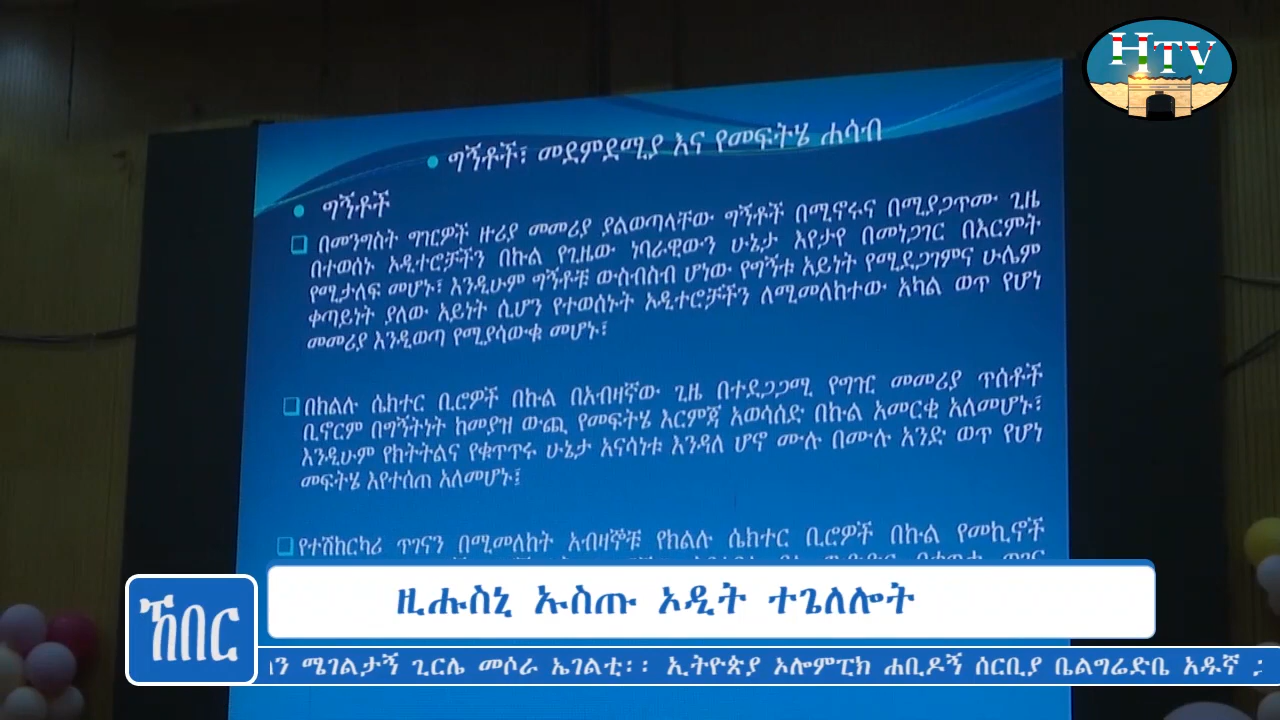 HTV
ግኝቶች፣ መደምደሚያ እና የመፍትሄ ሐሳብ
ግኝቶች
በመንግስት ግዢዎች ዙሪያ መመሪያ ያልወጣላቸው ግኝቶች በሚኖሩና በሚያጋጥሙ ጊዜ
በተወሰኑ ኦዲተሮቻችን በኩል የጊዜው ነባራዊውን ሁኔታ እየታየ በመነጋገር በእርምት
የሚታለፍ መሆኑ፣ እንዲሁም ግኝቶቹ ውስብስብ ሆነው የግኝቱ አይነት የሚደጋገምና ሁሌም
ቀጣይነት ያለው አይነት ሲሆን የተወሰኑት ኦዲተሮቻችን ለሚመለከተው አካል ወጥ የሆነ
መመሪያ እንዲወጣ የሚያሳውቁ መሆኑ፣
በክልሉ ሴክተር ቢሮዎች በኩል በአብዛኛው ጊዜ በተደጋጋሚ የግዢ መመሪያ ጥሰቶች
ቢኖርም በግኝትነት ከመያዝ ውጪ የመፍትሄ እርምጃ አወሳሰድ በኩል አመርቂ አለመሆኑ፣
እንዲሁም የክትትልና የቁጥጥሩ ሁኔታ አናሳነቱ እንዳለ ሆኖ ሙሉ በሙሉ አንድ ወጥ የሆነ
መፍትሄ እየተሰጠ አለመሆኑ፤
የተሽከርካሪ ጥገናን በሚመለከት አብዛኞቹ የክልሉ ሴክተር ቢሮዎች በኩል የመኪኖች
ዚሑስኒ ኡስጡ ኦዲት ተጌለሎት
ኸበር
ሜገልታኝ ጊርሌ መሶራ ኤገልቲ፡፡ ኢትዮጵያ ኦሎምፒክ ሐቢዶኝ ሰርቢያ ቤልግሬድቤ አዱኛ